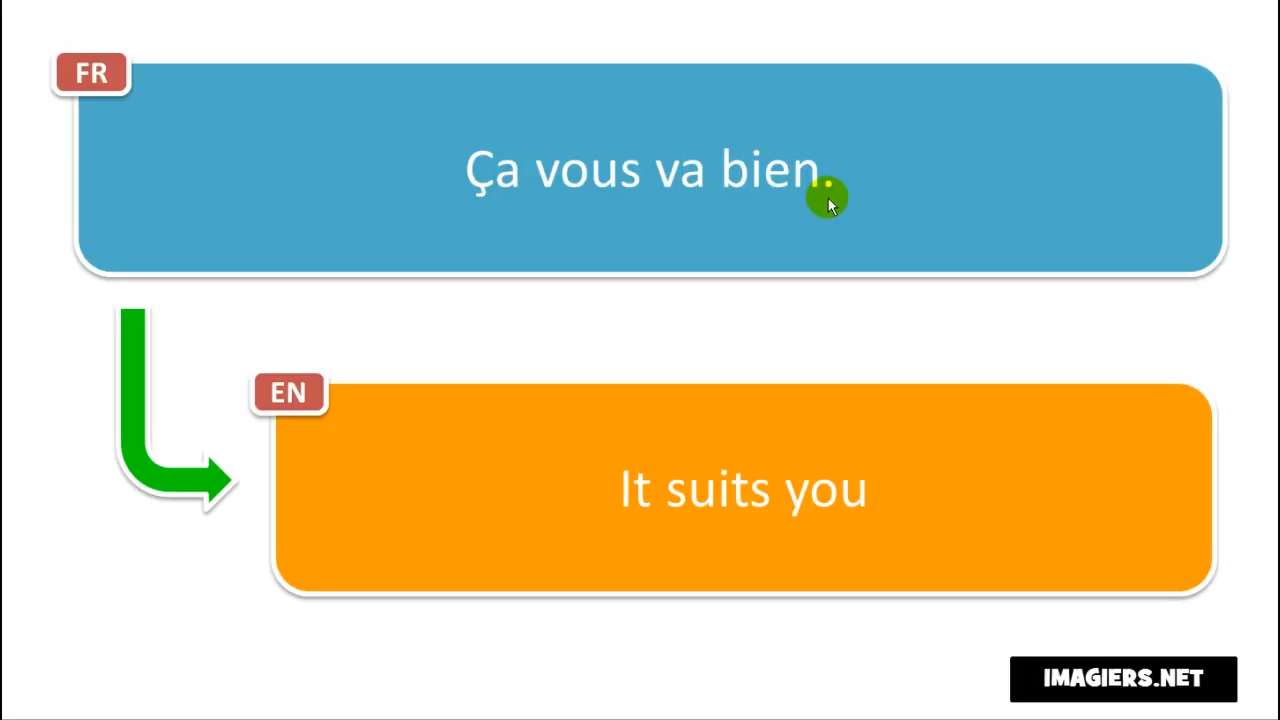 FR
Ça vous va bien.
EN
It suits you
IMAGIERS.NET